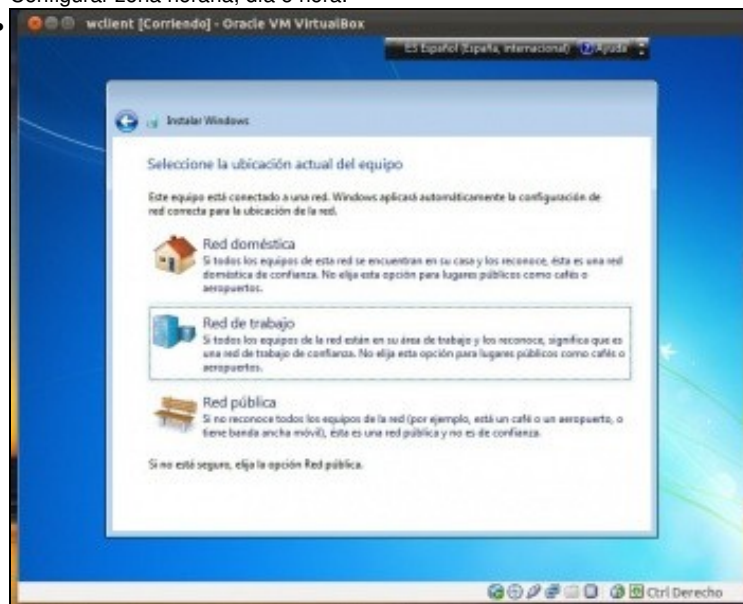 Configurar zona horaria, día e hora.
wclient [Corriendo] - Oracle VM VirtualBox
ES Español (España, internacional) Ayuda
Instalar Windows
Seleccione la ubicación actual del equipo
Este equipo está conectado a una red. Windows aplicará automáticamente la configuración de
red correcta para la ubicación de la red.
Red doméstica
Si todos los equipos de esta red se encuentran en su casa y los reconoce, ésta es una red
doméstica de confianza. No elija esta opción para lugares públicos como cafés o
aeropuertos.
Red de trabajo
Si todos los equipos de la red están en su área de trabajo y los reconoce, significa que es
una red de trabajo de confianza. No elija esta opción para lugares públicos como cafés o
aeropuertos.
Red pública
Si no reconoce todos los equipos de la red (por ejemplo, está un café o un aeropuerto, o
tiene banda ancha móvil), ésta es una red pública y no es de confianza.
Si no está seguro, elija la opción Red pública.
Ctrl Derecho